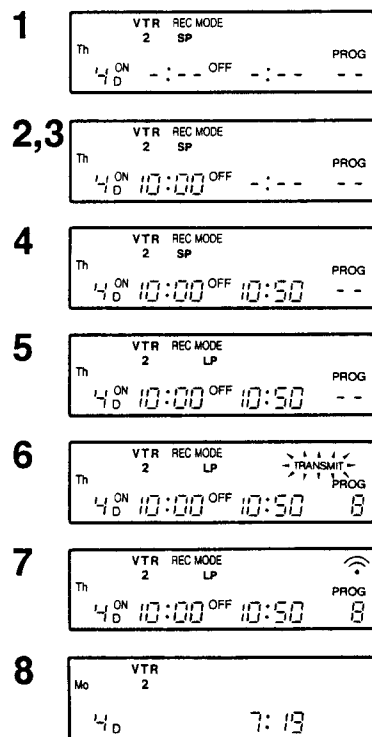 1
VTR REC MODE
2 SP
Th
PROG
4 D ON -:-- OFF -:-- --
2,3
VTR REC MODE
2 SP
Th
PROG
4 D ON 10:00 OFF -:-- --
4
VTR REC MODE
2 SP
Th
PROG
4 D ON 10:00 OFF 10:50 --
5
VTR REC MODE
2 LP
Th
PROG
4 D ON 10:00 OFF 10:50 --
6
VTR REC MODE
2 LP TRANSMIT
Th
PROG
4 D ON 10:00 OFF 10:50 8
7
VTR REC MODE
2 LP
Th
PROG
4 D ON 10:00 OFF 10:50 8
8
VTR
Mo 2
4 D 7:19